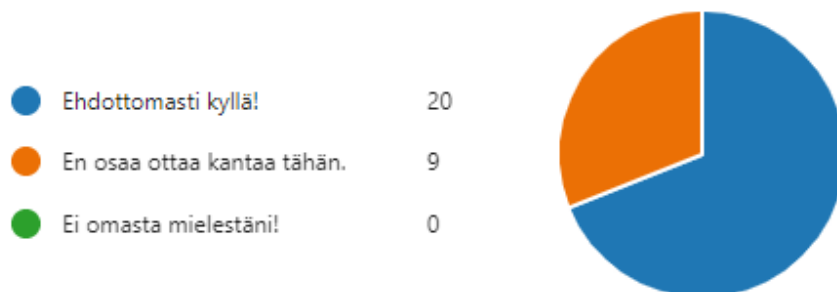 Ehdottomasti kyllä! 20
En osaa ottaa kantaa tähän. 9
Ei omasta mielestäni! 0